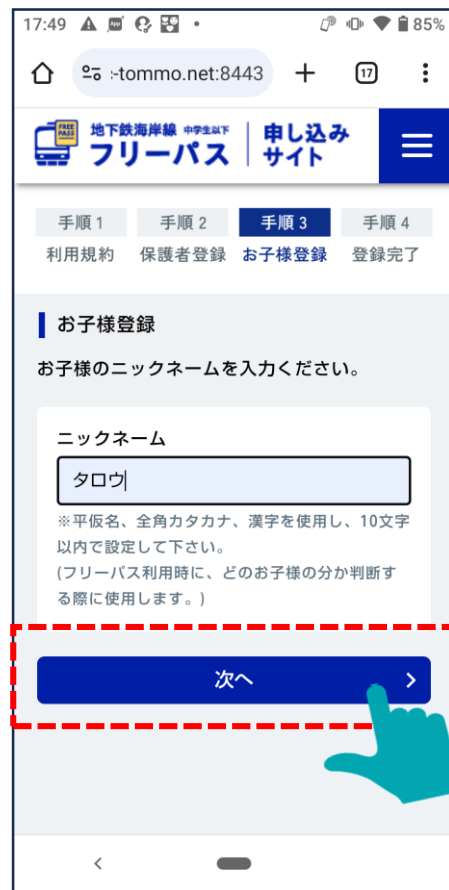 17:49 85%
:-tommo.net:8443 17
FREE PASS
地下鉄海岸線 中学生以下
フリーパス
申し込み
サイト
手順1 手順2 手順3 手順4
利用規約 保護者登録 お子様登録 登録完了
お子様登録
お子様のニックネームを入力ください。
ニックネーム
タロウ
※平仮名、全角カタカナ、漢字を使用し、10文字
以内で設定して下さい。
(フリーパス利用時に、どのお子様の分か判断す
る際に使用します。)
次へ